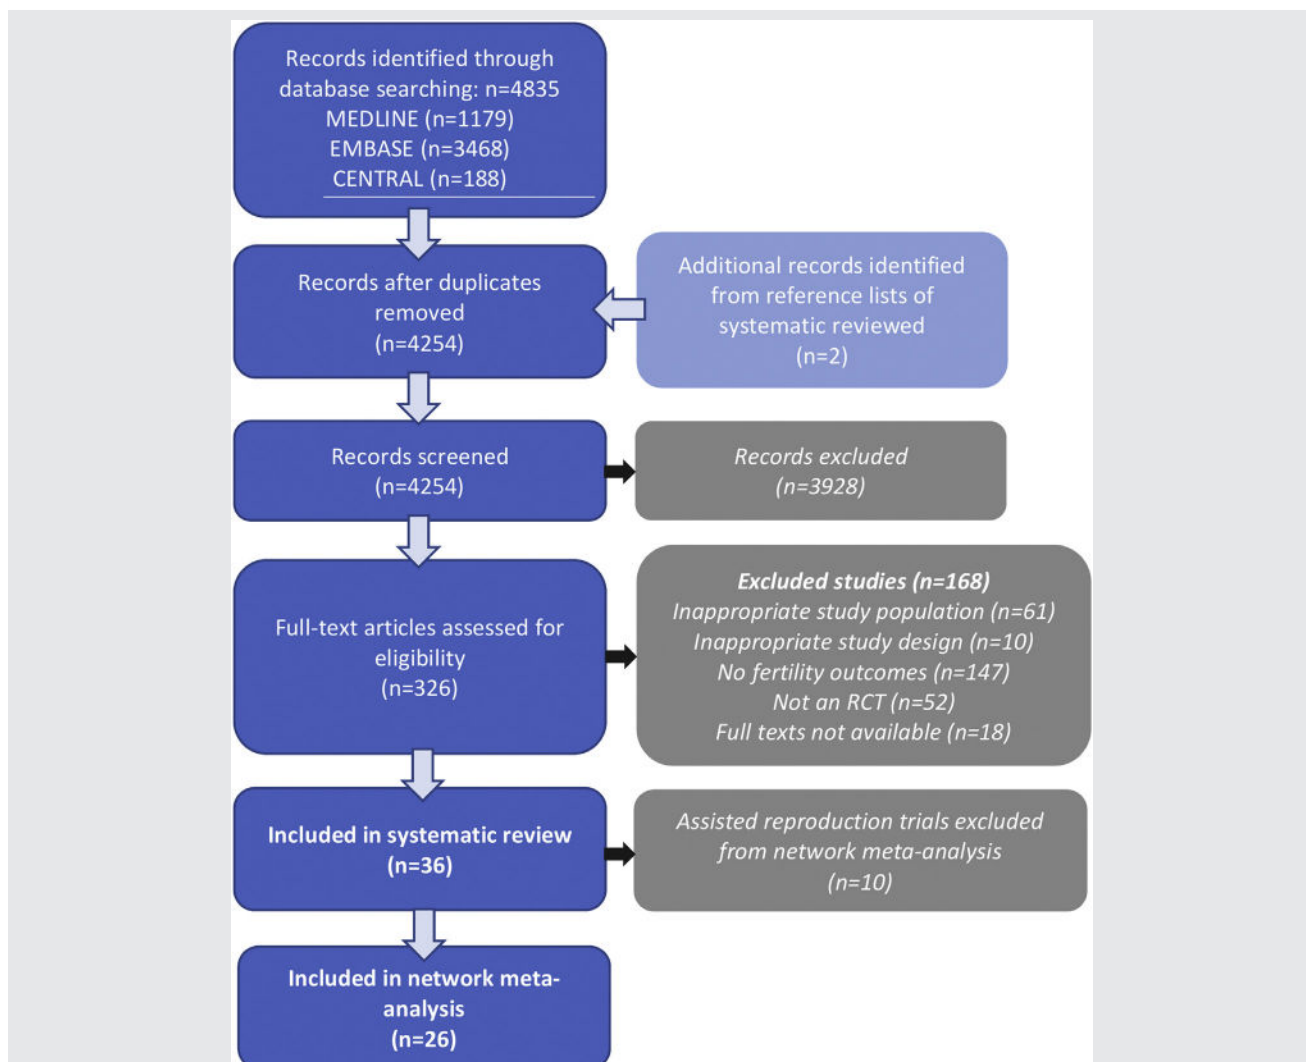 Records identified through
database searching: n=4835
MEDLINE (n=1179)
EMBASE (n=3468)
CENTRAL (n=188)
Records after duplicates
removed
(n=4254)
Additional records identified
from reference lists of
systematic reviewed
(n=2)
Records screened
(n=4254)
Records excluded
(n=3928)
Full-text articles assessed for
eligibility
(n=326)
Excluded studies (n=168)
Inappropriate study population (n=61)
Inappropriate study design (n=10)
No fertility outcomes (n=147)
Not an RCT (n=52)
Full texts not available (n=18)
Included in systematic review
(n=36)
Assisted reproduction trials excluded
from network meta-analysis
(n=10)
Included in network meta-
analysis
(n=26)